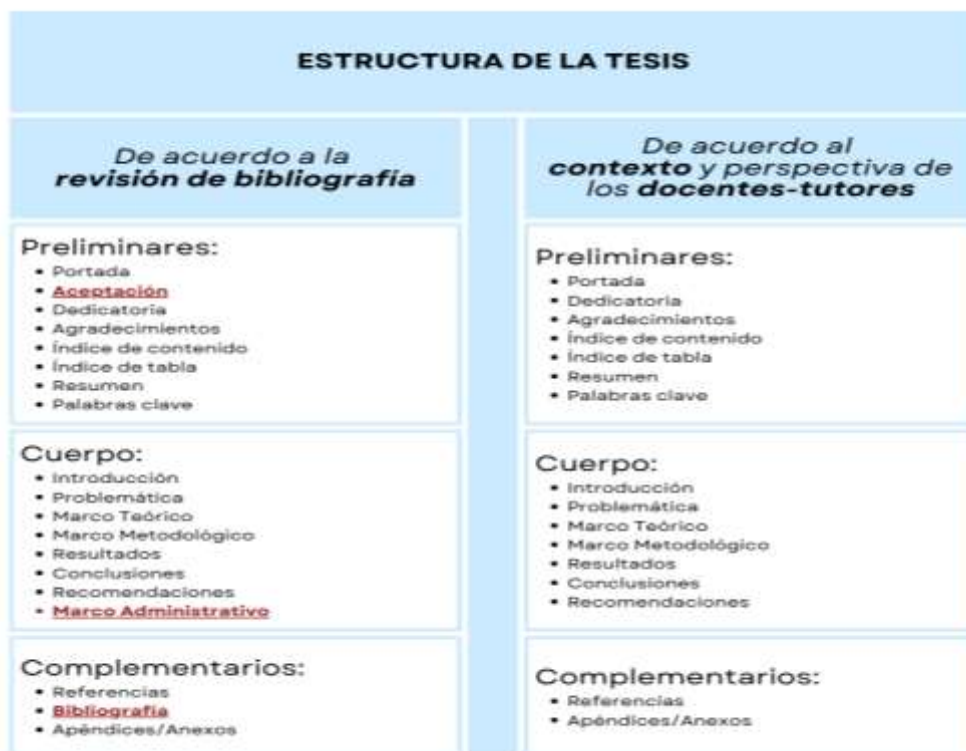 ESTRUCTURA DE LA TESIS
De acuerdo a la
revisión de bibliografía
Preliminares:
• Portada
• Aceptación
• Dedicatoria
• Agradecimientos
• Índice de contenido
• Índice de tabla
• Resumen
• Palabras clave
Cuerpo:
• Introducción
• Problemática
• Marco Teórico
• Marco Metodológico
• Resultados
• Conclusiones
• Recomendaciones
• Marco Administrativo
Complementarios:
• Referencias
• Bibliografía
• Apéndices/Anexos
De acuerdo al
contexto y perspectiva de
los docentes-tutores
Preliminares:
• Portada
• Dedicatoria
• Agradecimientos
• Índice de contenido
• Índice de tabla
• Resumen
• Palabras clave
Cuerpo:
• Introducción
• Problemática
• Marco Teórico
• Marco Metodológico
• Resultados
• Conclusiones
• Recomendaciones
Complementarios:
• Referencias
• Apéndices/Anexos